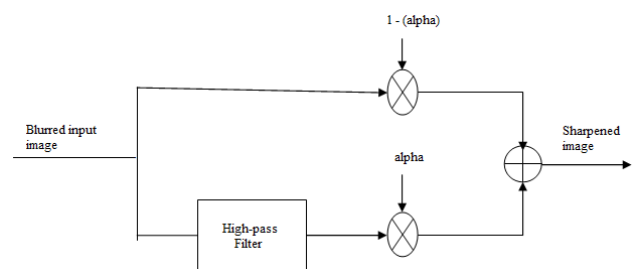 1 - (alpha)
Blurred input
image
Sharpened
image
alpha
High-pass
Filter